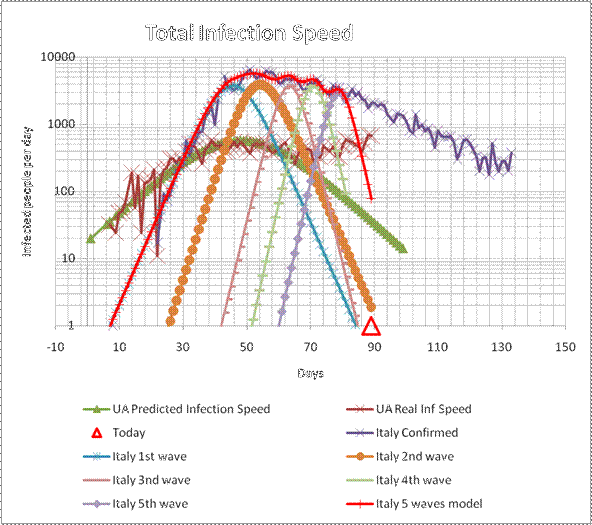 Total Infection Speed
Infected people per day
10000
1000
100
10
1
-10 10 30 50 70 90 110 130 150
Days
UA Predicted Infection Speed UA Real Inf Speed
Today Italy Confirmed
Italy 1st wave Italy 2nd wave
Italy 3nd wave Italy 4th wave
Italy 5th wave Italy 5 waves model